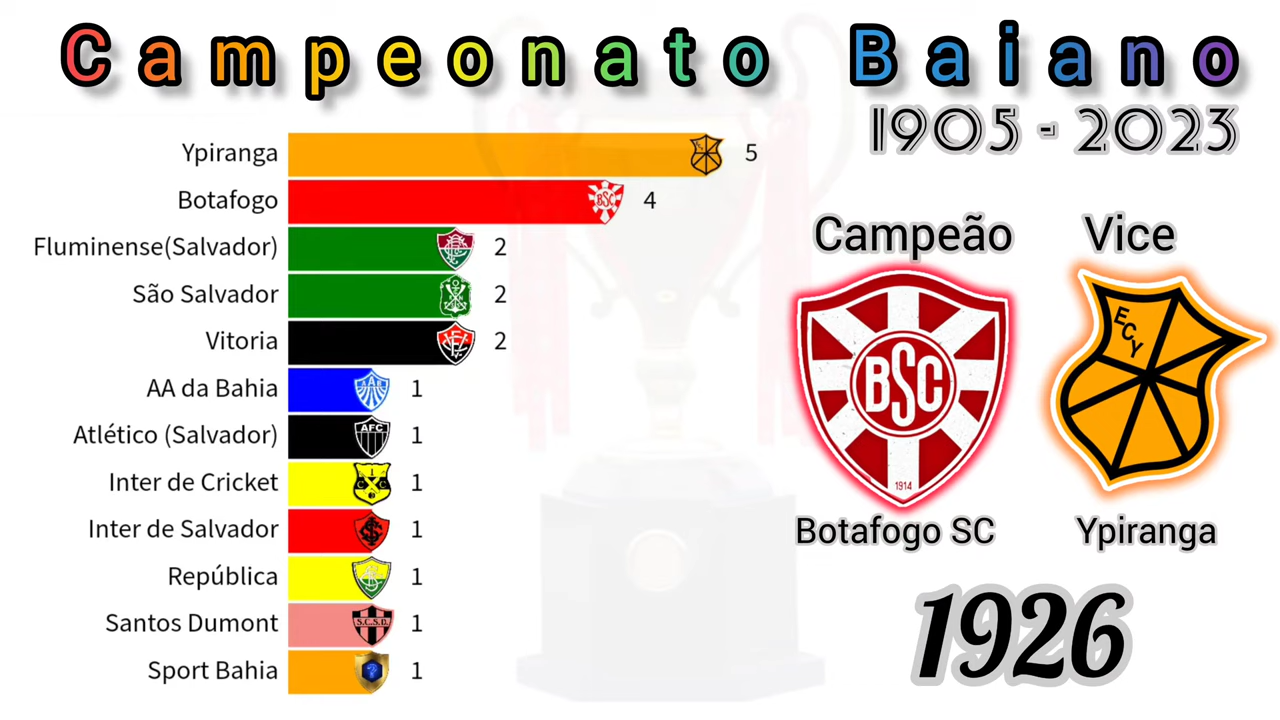 Campeonato Baiano
1905 - 2023
Ypiranga 5
Botafogo BSC 4
Fluminense(Salvador) 2
São Salvador 2
Vitoria 2
AA da Bahia 1
Atlético (Salvador) AFC 1
Inter de Cricket 1
Inter de Salvador 1
República 1
Santos Dumont S.C.S.D. 1
Sport Bahia 1
Campeão Vice
ECY
BSC
1914
Botafogo SC Ypiranga
1926